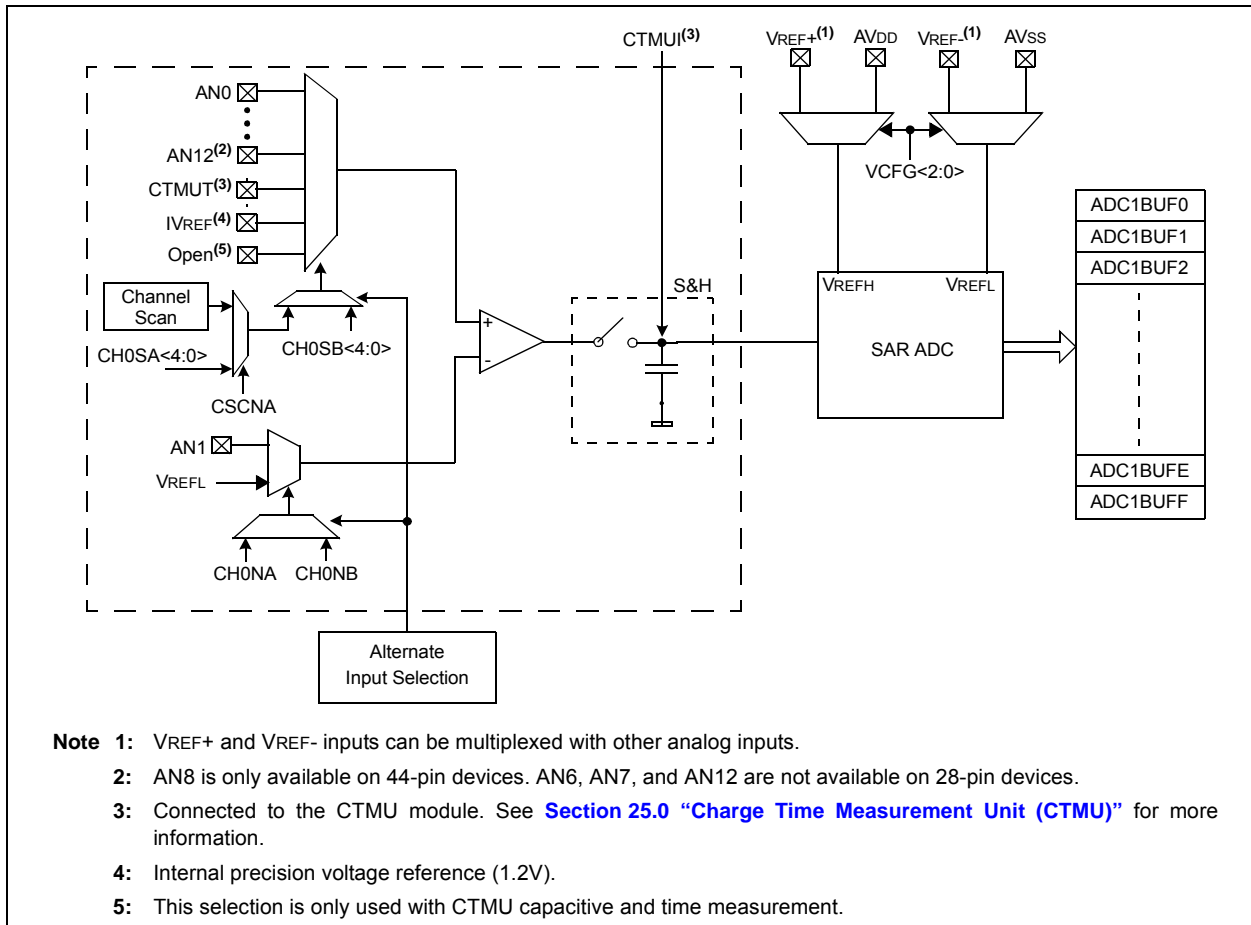 CTMUI(3)
VREF+(1) AVDD VREF-(1) AVSS
AN0
AN12(2)
CTMUT(3)
IVREF(4)
Open(5)
VCFG<2:0>
ADC1BUF0
ADC1BUF1
ADC1BUF2
ADC1BUFE
ADC1BUFF
Channel
Scan
CH0SA<4:0>
CH0SB<4:0>
CSCNA
+
-
S&H
VREFH VREFL
SAR ADC
AN1
VREFL
CH0NA CH0NB
Alternate
Input Selection
Note 1: VREF+ and VREF- inputs can be multiplexed with other analog inputs.
2: AN8 is only available on 44-pin devices. AN6, AN7, and AN12 are not available on 28-pin devices.
3: Connected to the CTMU module. See Section 25.0 “Charge Time Measurement Unit (CTMU)” for more
information.
4: Internal precision voltage reference (1.2V).
5: This selection is only used with CTMU capacitive and time measurement.